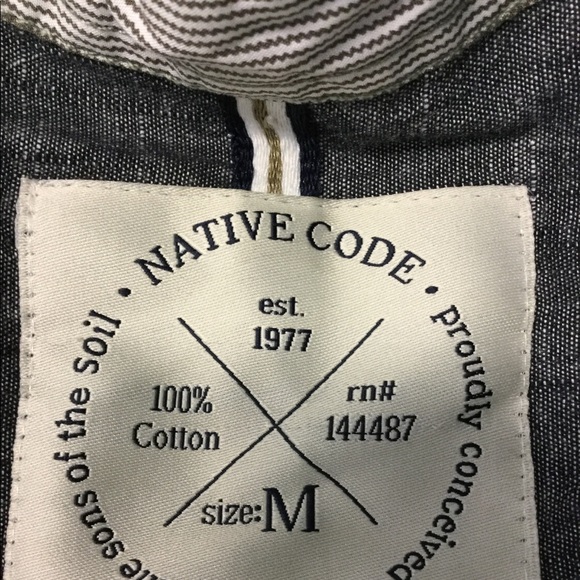 • NATIVE CODE • proudly conceived
sons of the soil
est.
1977
100%
Cotton
rn#
144487
size: M